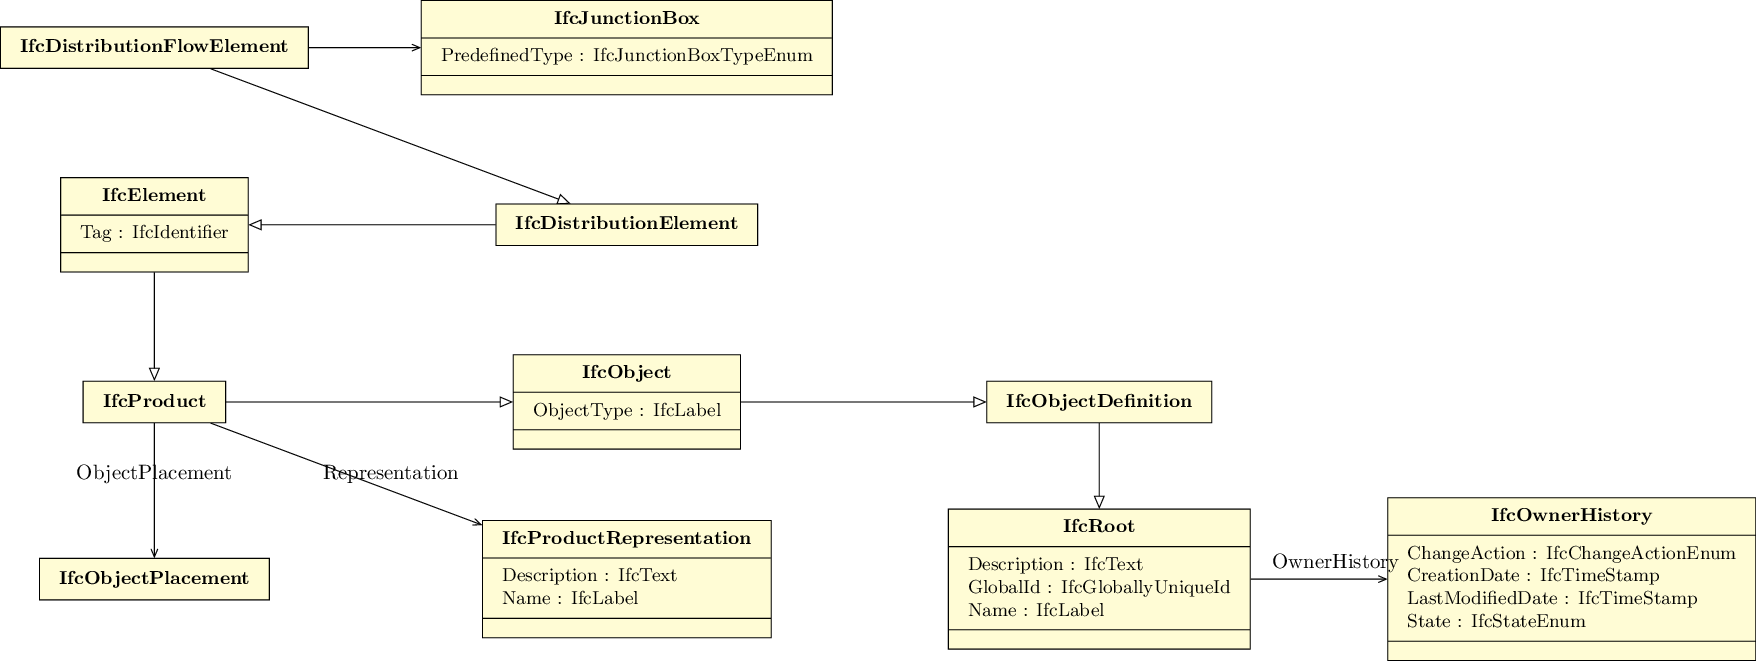 IfcJunctionBox
IfcDistributionFlowElement
PredefinedType : IfcJunctionBoxTypeEnum
IfcElement
Tag : IfcIdentifier
IfcDistributionElement
IfcObject
ObjectType : IfcLabel
IfcProduct
IfcObjectDefinition
ObjectPlacement
Representation
IfcObjectPlacement
IfcProductRepresentation
Description : IfcText
Name : IfcLabel
IfcRoot
Description : IfcText
GlobalId : IfcGloballyUniqueId
Name : IfcLabel
OwnerHistory
IfcOwnerHistory
ChangeAction : IfcChangeActionEnum
CreationDate : IfcTimeStamp
LastModifiedDate : IfcTimeStamp
State : IfcStateEnum